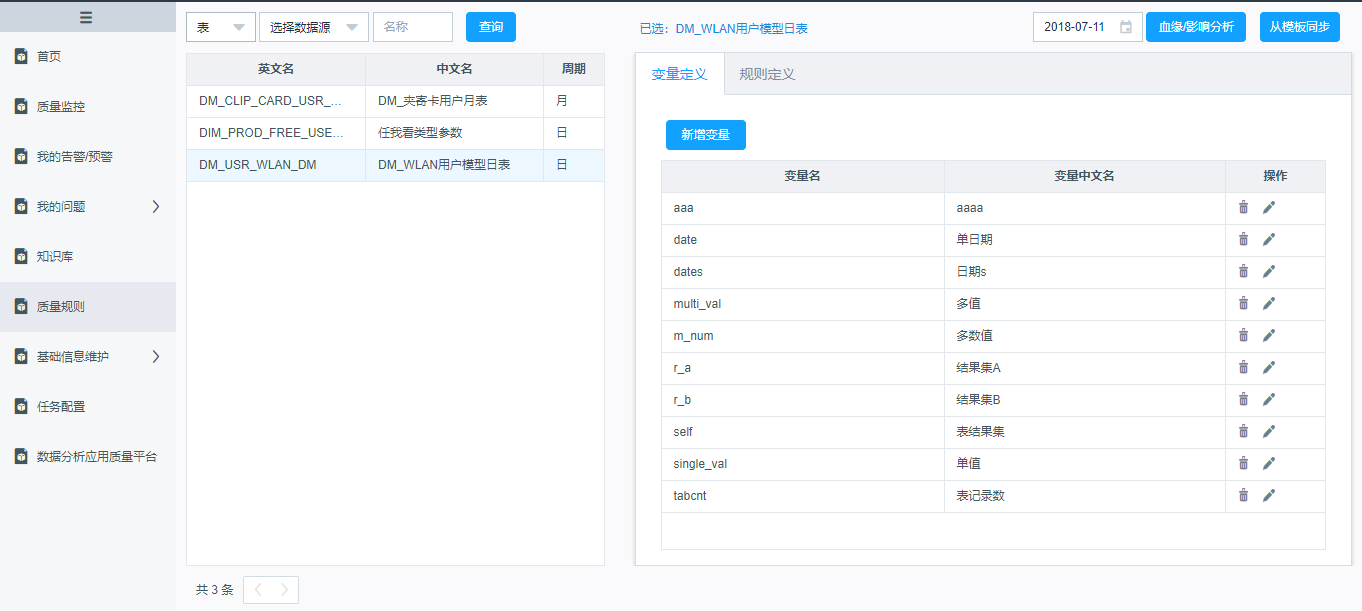 首页
质量监控
我的告警/预警
我的问题
知识库
质量规则
基础信息维护
任务配置
数据分析应用质量平台
表 选择数据源 名称 查询
英文名 中文名 周期
DM_CLIP_CARD_USR_... DM_夹寄卡用户月表 月
DIM_PROD_FREE_USE... 任我看类型参数 日
DM_USR_WLAN_DM DM_WLAN用户模型日表 日
共 3 条
已选: DM_WLAN用户模型日表 2018-07-11 血缘/影响分析 从模板同步
变量定义 规则定义
新增变量
变量名 变量中文名 操作
aaa aaaa
date 单日期
dates 日期s
multi_val 多值
m_num 多数值
r_a 结果集A
r_b 结果集B
self 表结果集
single_val 单值
tabcnt 表记录数